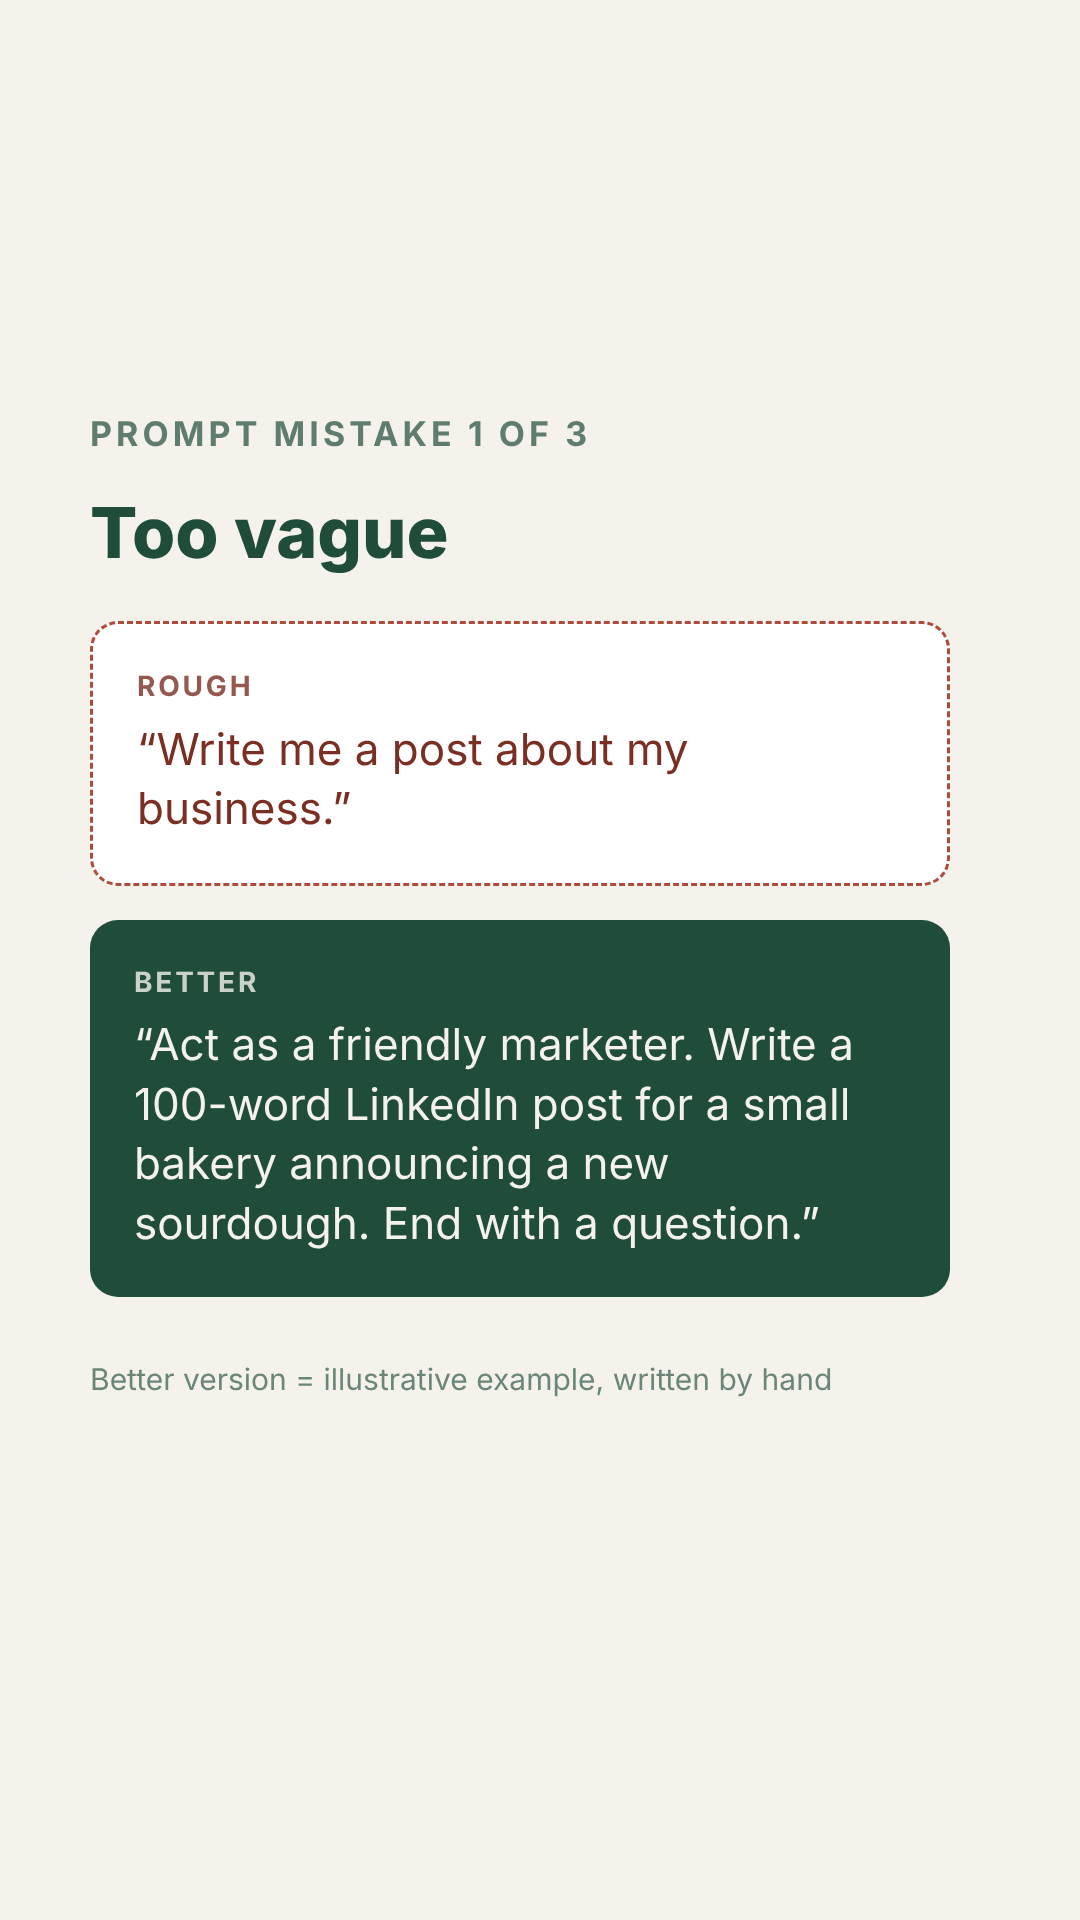 PROMPT MISTAKE 1 OF 3
Too vague
ROUGH
“Write me a post about my
business.”
BETTER
“Act as a friendly marketer. Write a
100-word LinkedIn post for a small
bakery announcing a new
sourdough. End with a question.”
Better version = illustrative example, written by hand